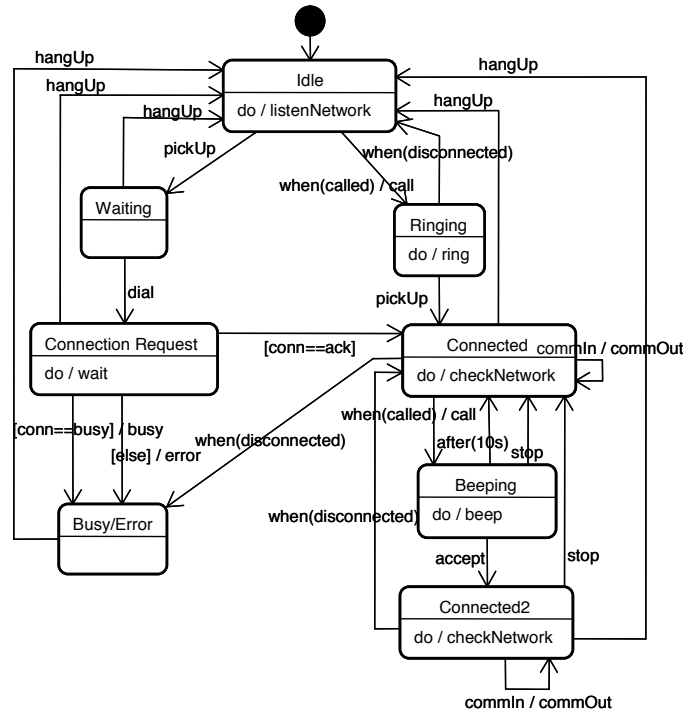 hangUp
hangUp
Idle
hangUp
do / listenNetwork
hangUp
hangUp
pickUp
when(disconnected)
when(called) / call
Waiting
Ringing
do / ring
dial
pickUp
Connection Request
do / wait
[conn==ack]
Connected
do / checkNetwork
commIn / commOut
[conn==busy] / busy
[else] / error
when(disconnected)
when(called) / call
after(10s)
stop
Beeping
do / beep
Busy/Error
when(disconnected)
accept
stop
Connected2
do / checkNetwork
commIn / commOut